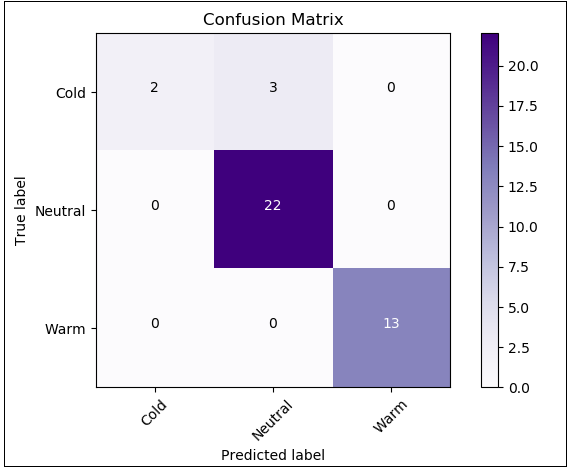 Confusion Matrix
True label
Cold
Neutral
Warm
2 3 0
0 22 0
0 0 13
Cold Neutral Warm
Predicted label
20.0
17.5
15.0
12.5
10.0
7.5
5.0
2.5
0.0